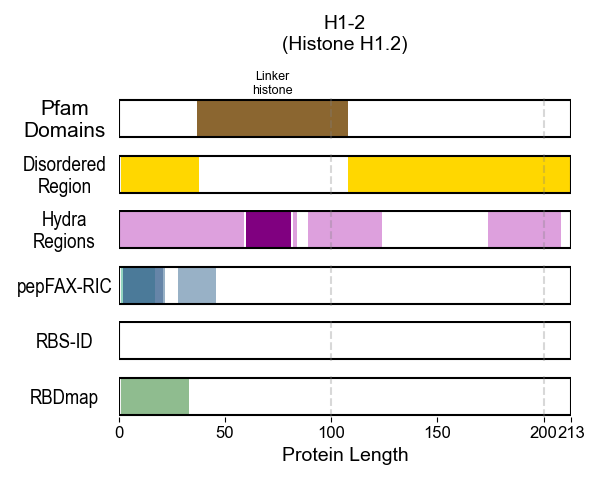 H1-2
(Histone H1.2)
Linker
histone
Pfam
Domains
Disordered
Region
Hydra
Regions
pepFAX-RIC
RBS-ID
RBDmap
0 50 100 150 200 213
Protein Length